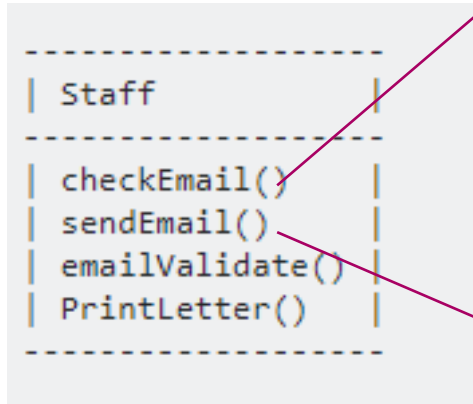 --------------------
| Staff            |
--------------------
| checkEmail()     |
| sendEmail()      |
| emailValidate()  |
| PrintLetter()    |
--------------------